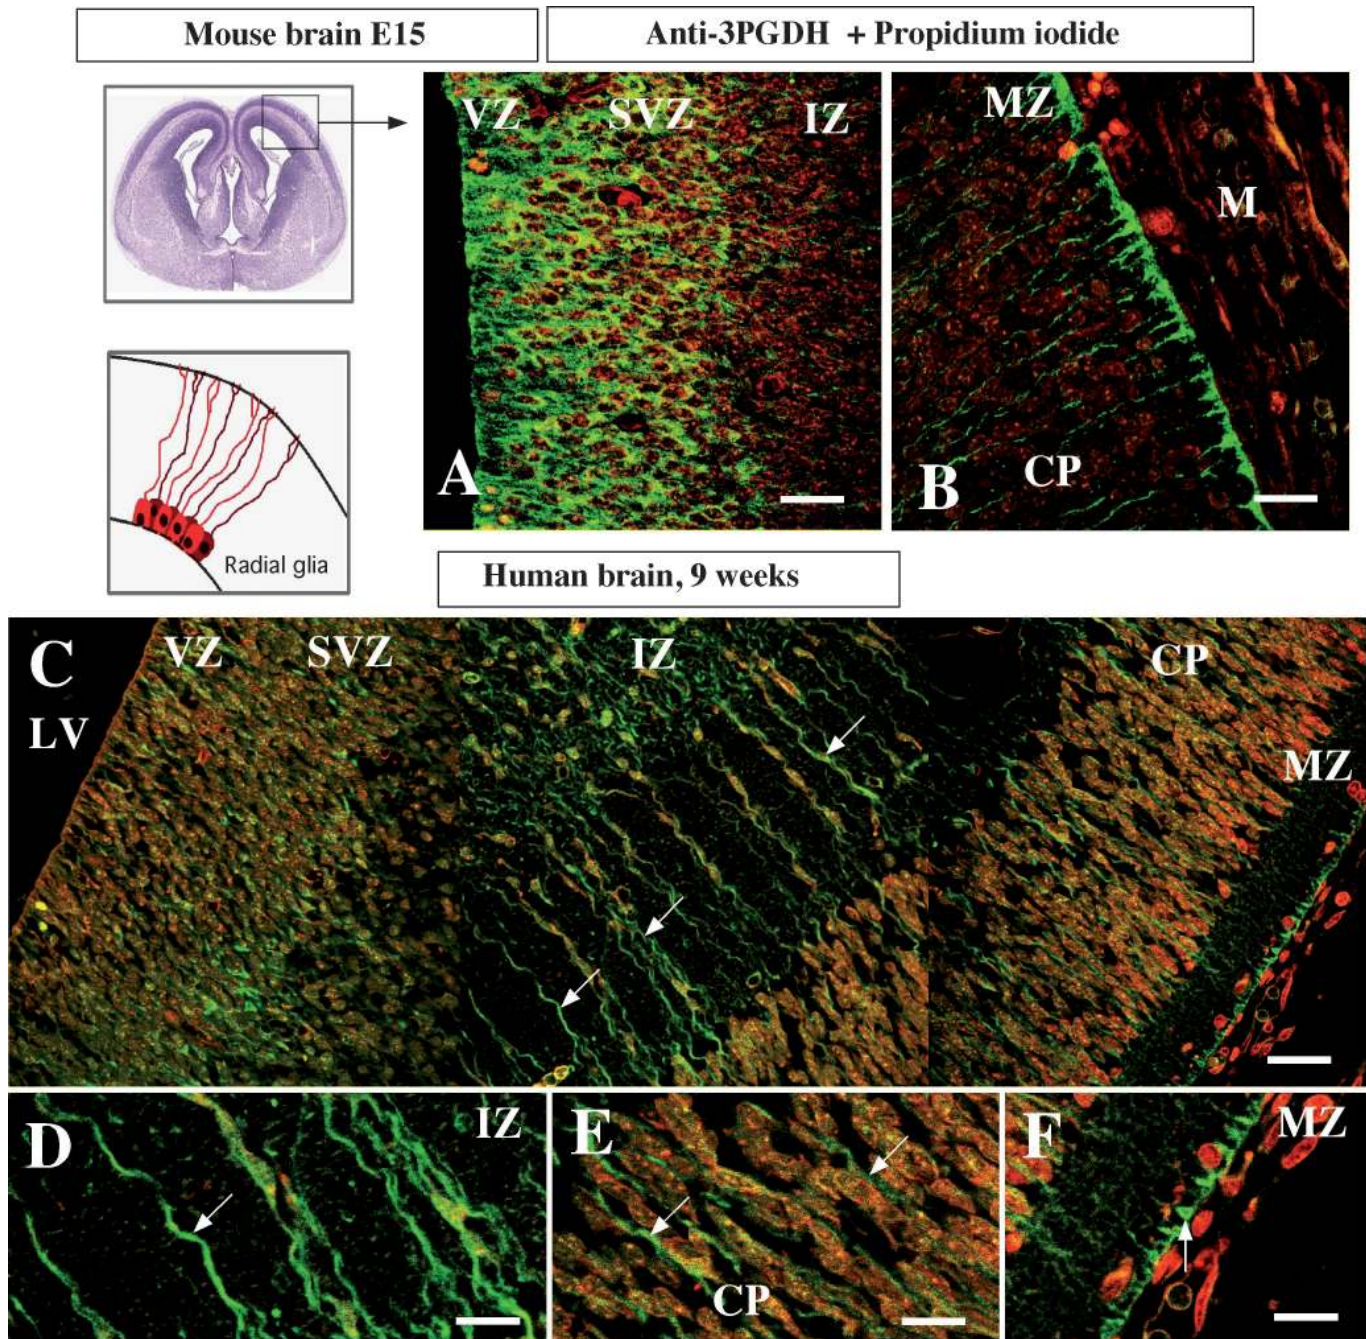 Mouse brain E15
Anti-3PGDH + Propidium iodide
VZ SVZ IZ
A
MZ
M
B
CP
Radial glia
Human brain, 9 weeks
C
LV
VZ SVZ IZ CP
MZ
D
IZ
E
CP
F
MZ